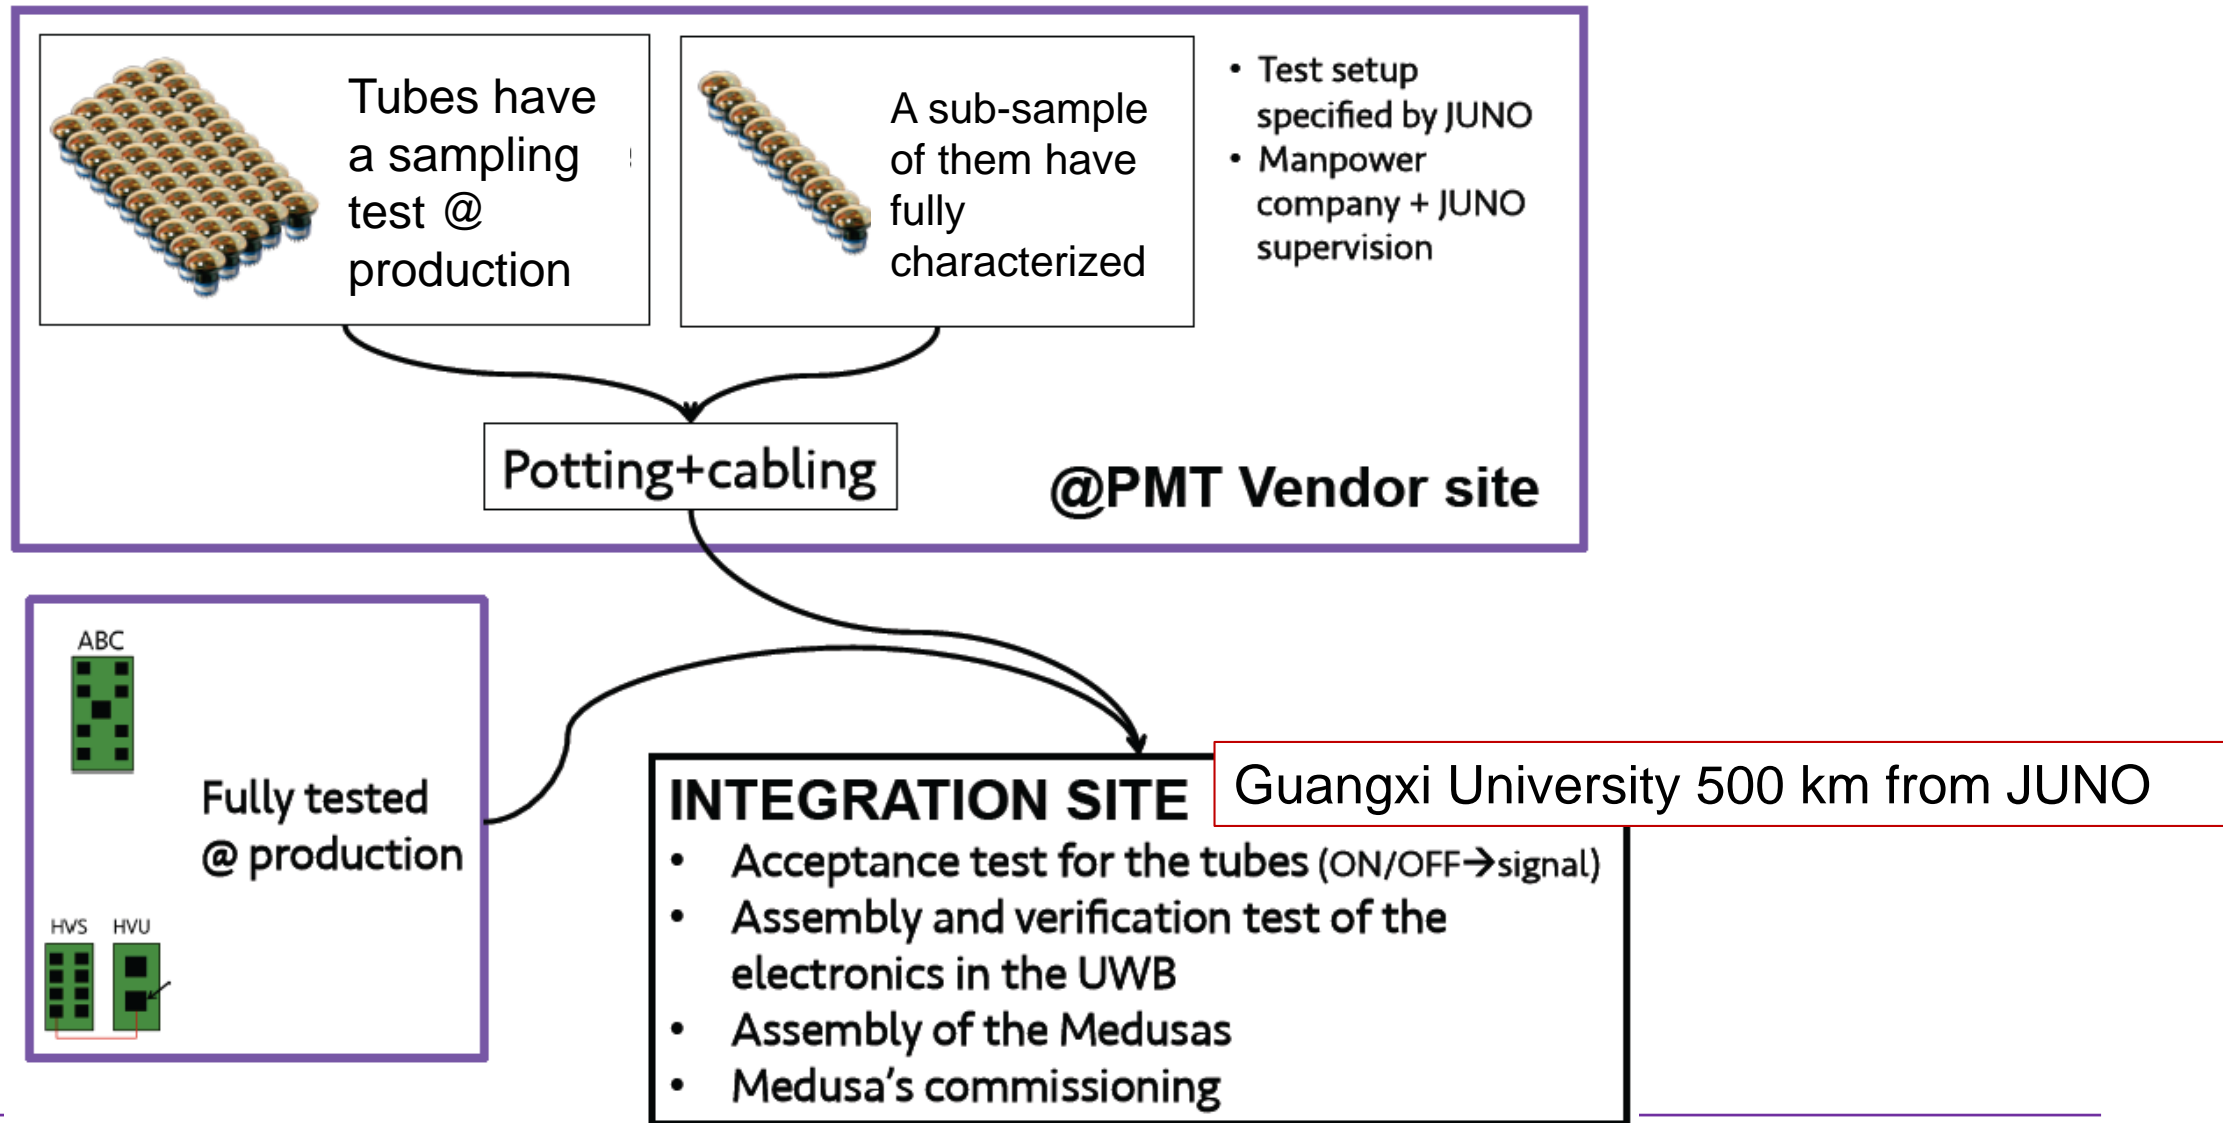 Tubes have
a sampling
test @
production
A sub-sample
of them have
fully
characterized
• Test setup
specified by JUNO
• Manpower
company + JUNO
supervision
Potting+cabling
@PMT Vendor site
ABC
Fully tested
@ production
HVS HVU
INTEGRATION SITE
Guangxi University 500 km from JUNO
• Acceptance test for the tubes (ON/OFF→signal)
• Assembly and verification test of the
electronics in the UWB
• Assembly of the Medusas
• Medusa's commissioning